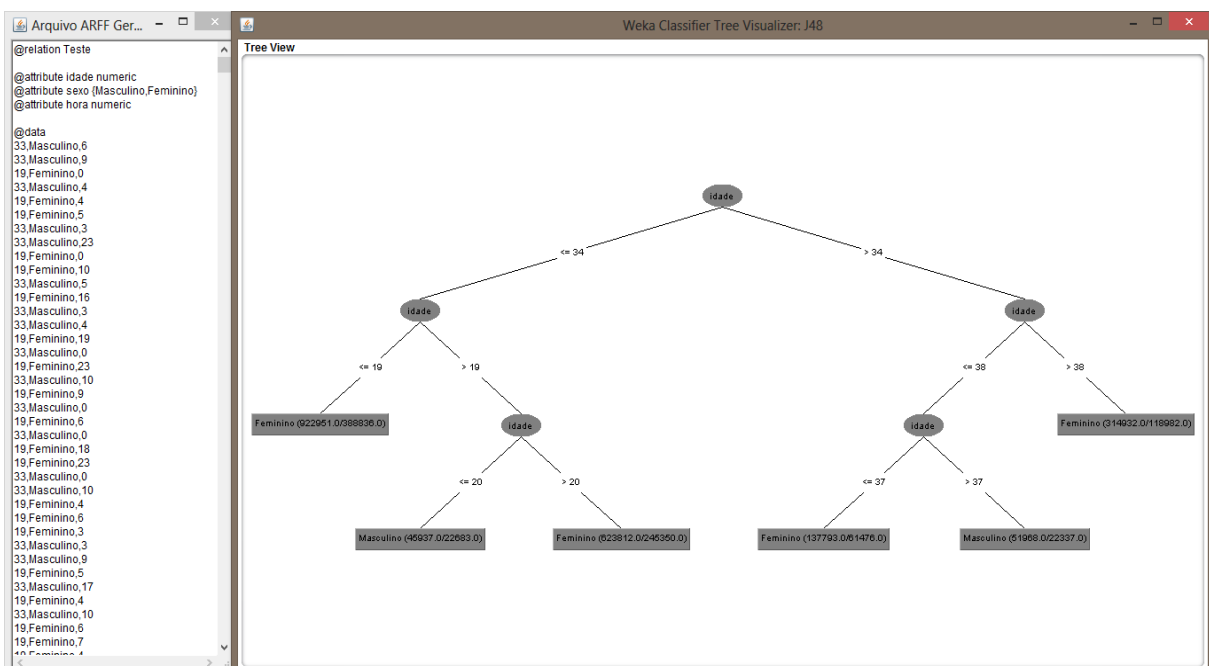 Arquivo ARFF Ger...
@relation Teste
@attribute idade numeric
@attribute sexo {Masculino,Feminino}
@attribute hora numeric
@data
33,Masculino,6
33,Masculino,9
19,Feminino,0
33,Masculino,4
19,Feminino,4
19,Feminino,5
33,Masculino,3
33,Masculino,23
19,Feminino,0
19,Feminino,10
33,Masculino,5
19,Feminino,16
33,Masculino,3
33,Masculino,4
19,Feminino,19
33,Masculino,0
19,Feminino,23
33,Masculino,10
19,Feminino,9
33,Masculino,0
19,Feminino,6
33,Masculino,0
19,Feminino,18
19,Feminino,23
33,Masculino,0
33,Masculino,10
19,Feminino,4
19,Feminino,6
19,Feminino,3
33,Masculino,3
33,Masculino,9
19,Feminino,5
33,Masculino,17
19,Feminino,4
33,Masculino,10
19,Feminino,6
19,Feminino,7
19,Feminino,4
Weka Classifier Tree Visualizer: J48
Tree View
idade
<= 34
> 34
idade
idade
<= 19
> 19
<= 38
> 38
Feminino (922951.0/388836.0)
idade
idade
Feminino (314932.0/118982.0)
<= 20
> 20
<= 37
> 37
Masculino (45937.0/22683.0)
Feminino (623812.0/245350.0)
Feminino (137793.0/61476.0)
Masculino (51968.0/22337.0)